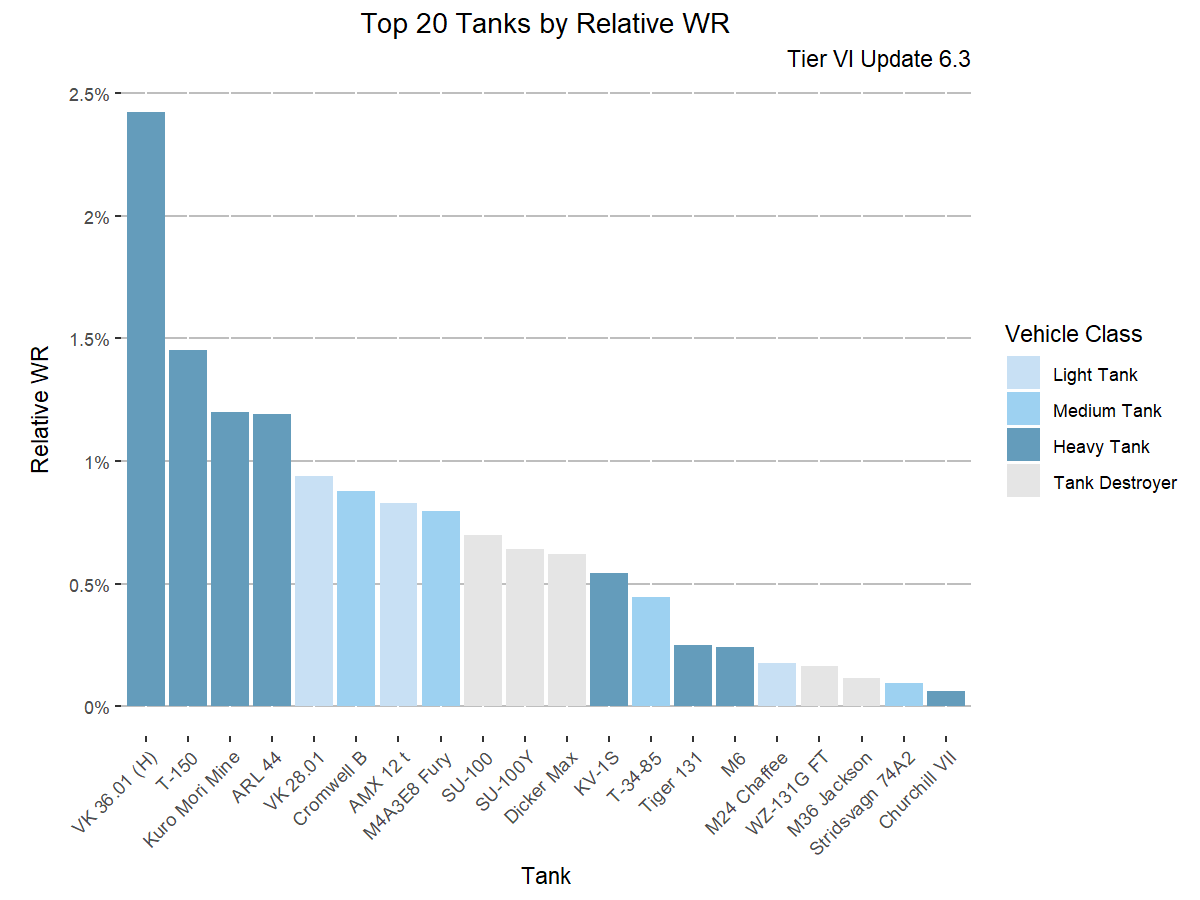 Top 20 Tanks by Relative WR
Tier VI Update 6.3
2.5%
2%
1.5%
1%
0.5%
0%
Relative WR
VK 36.01 (H)
T-150
Kuro Mori Mine
ARL 44
VK 28.01
Cromwell B
AMX 12 t
M4A3E8 Fury
SU-100
SU-100Y
Dicker Max
KV-1S
T-34-85
Tiger 131
M6
M24 Chaffee
WZ-131G FT
M36 Jackson
Stridsvagn 74A2
Churchill VII
Tank
Vehicle Class
Light Tank
Medium Tank
Heavy Tank
Tank Destroyer